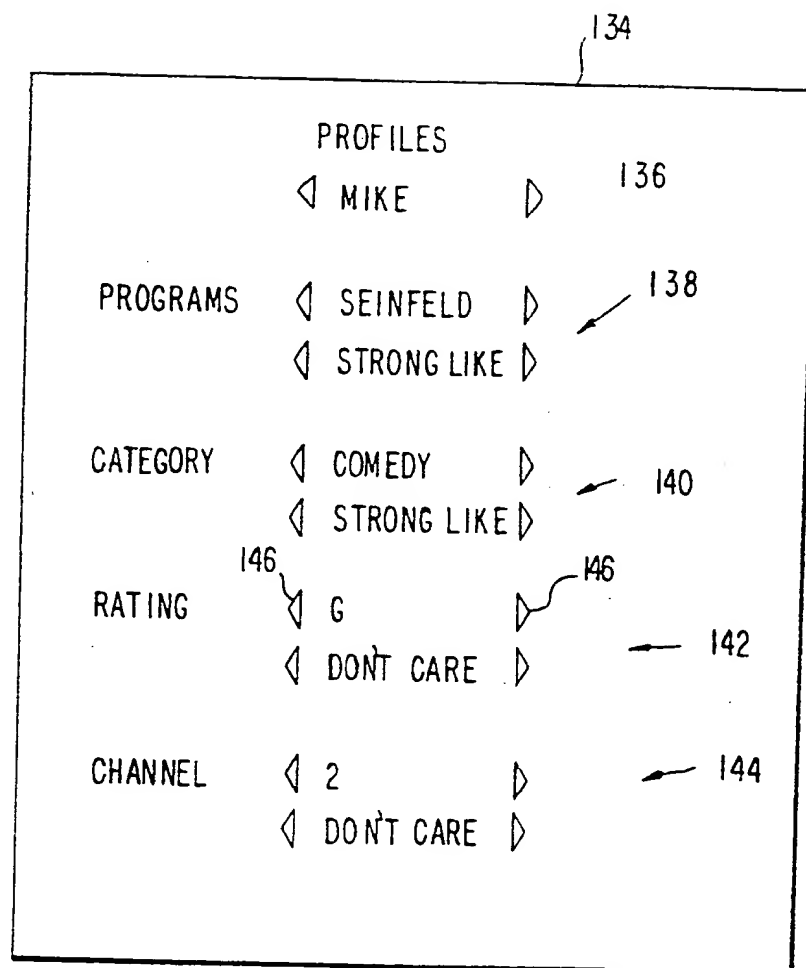 134
PROFILES
MIKE 136
PROGRAMS SEINFELD 138
STRONG LIKE
CATEGORY COMEDY
STRONG LIKE 140
146 146
RATING G
DON'T CARE 142
CHANNEL 2 144
DON'T CARE